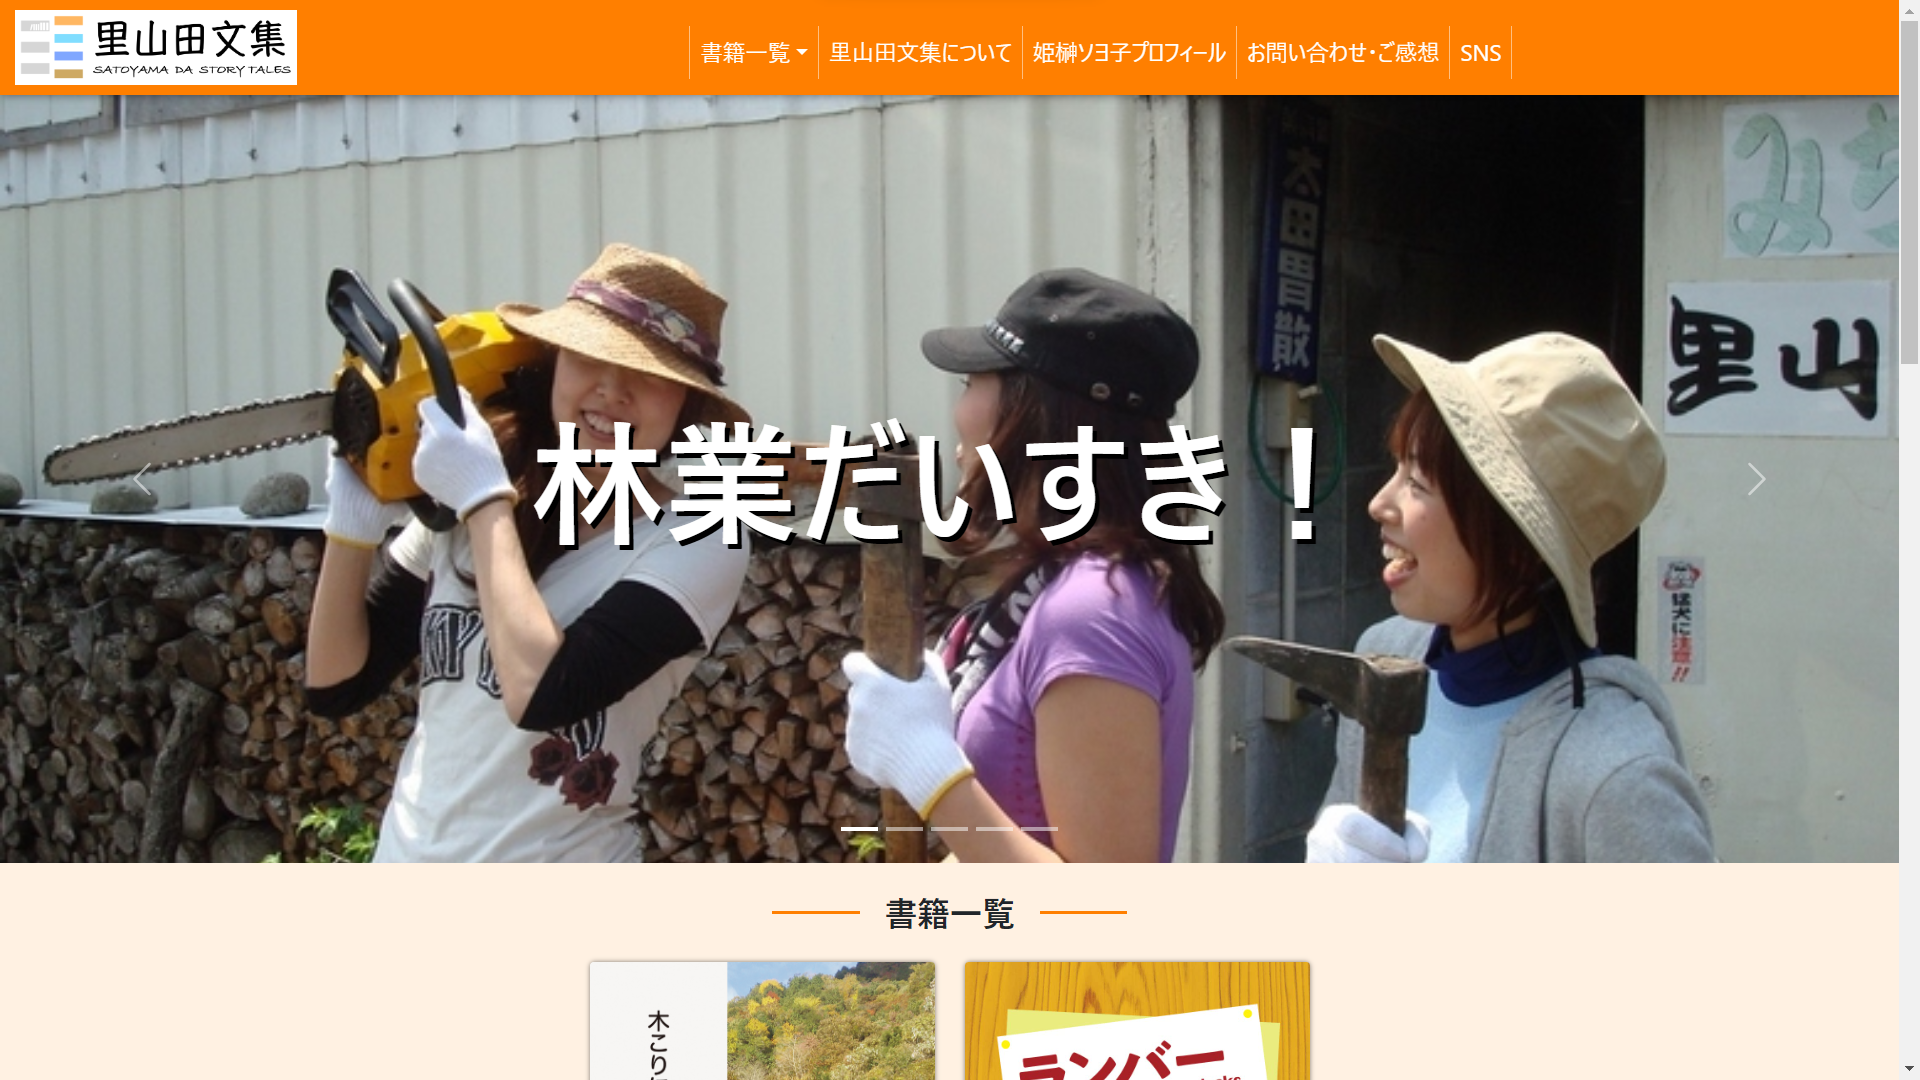 里山田文集
SATOYAMA DA STORY TALES
書籍一覧
里山田文集について
姫榊ソヨ子プロフィール
お問い合わせ・ご感想
SNS
太田胃散
みち
里山
林業だいすき！
猛犬に注意!!
書籍一覧
木こり
ランバー